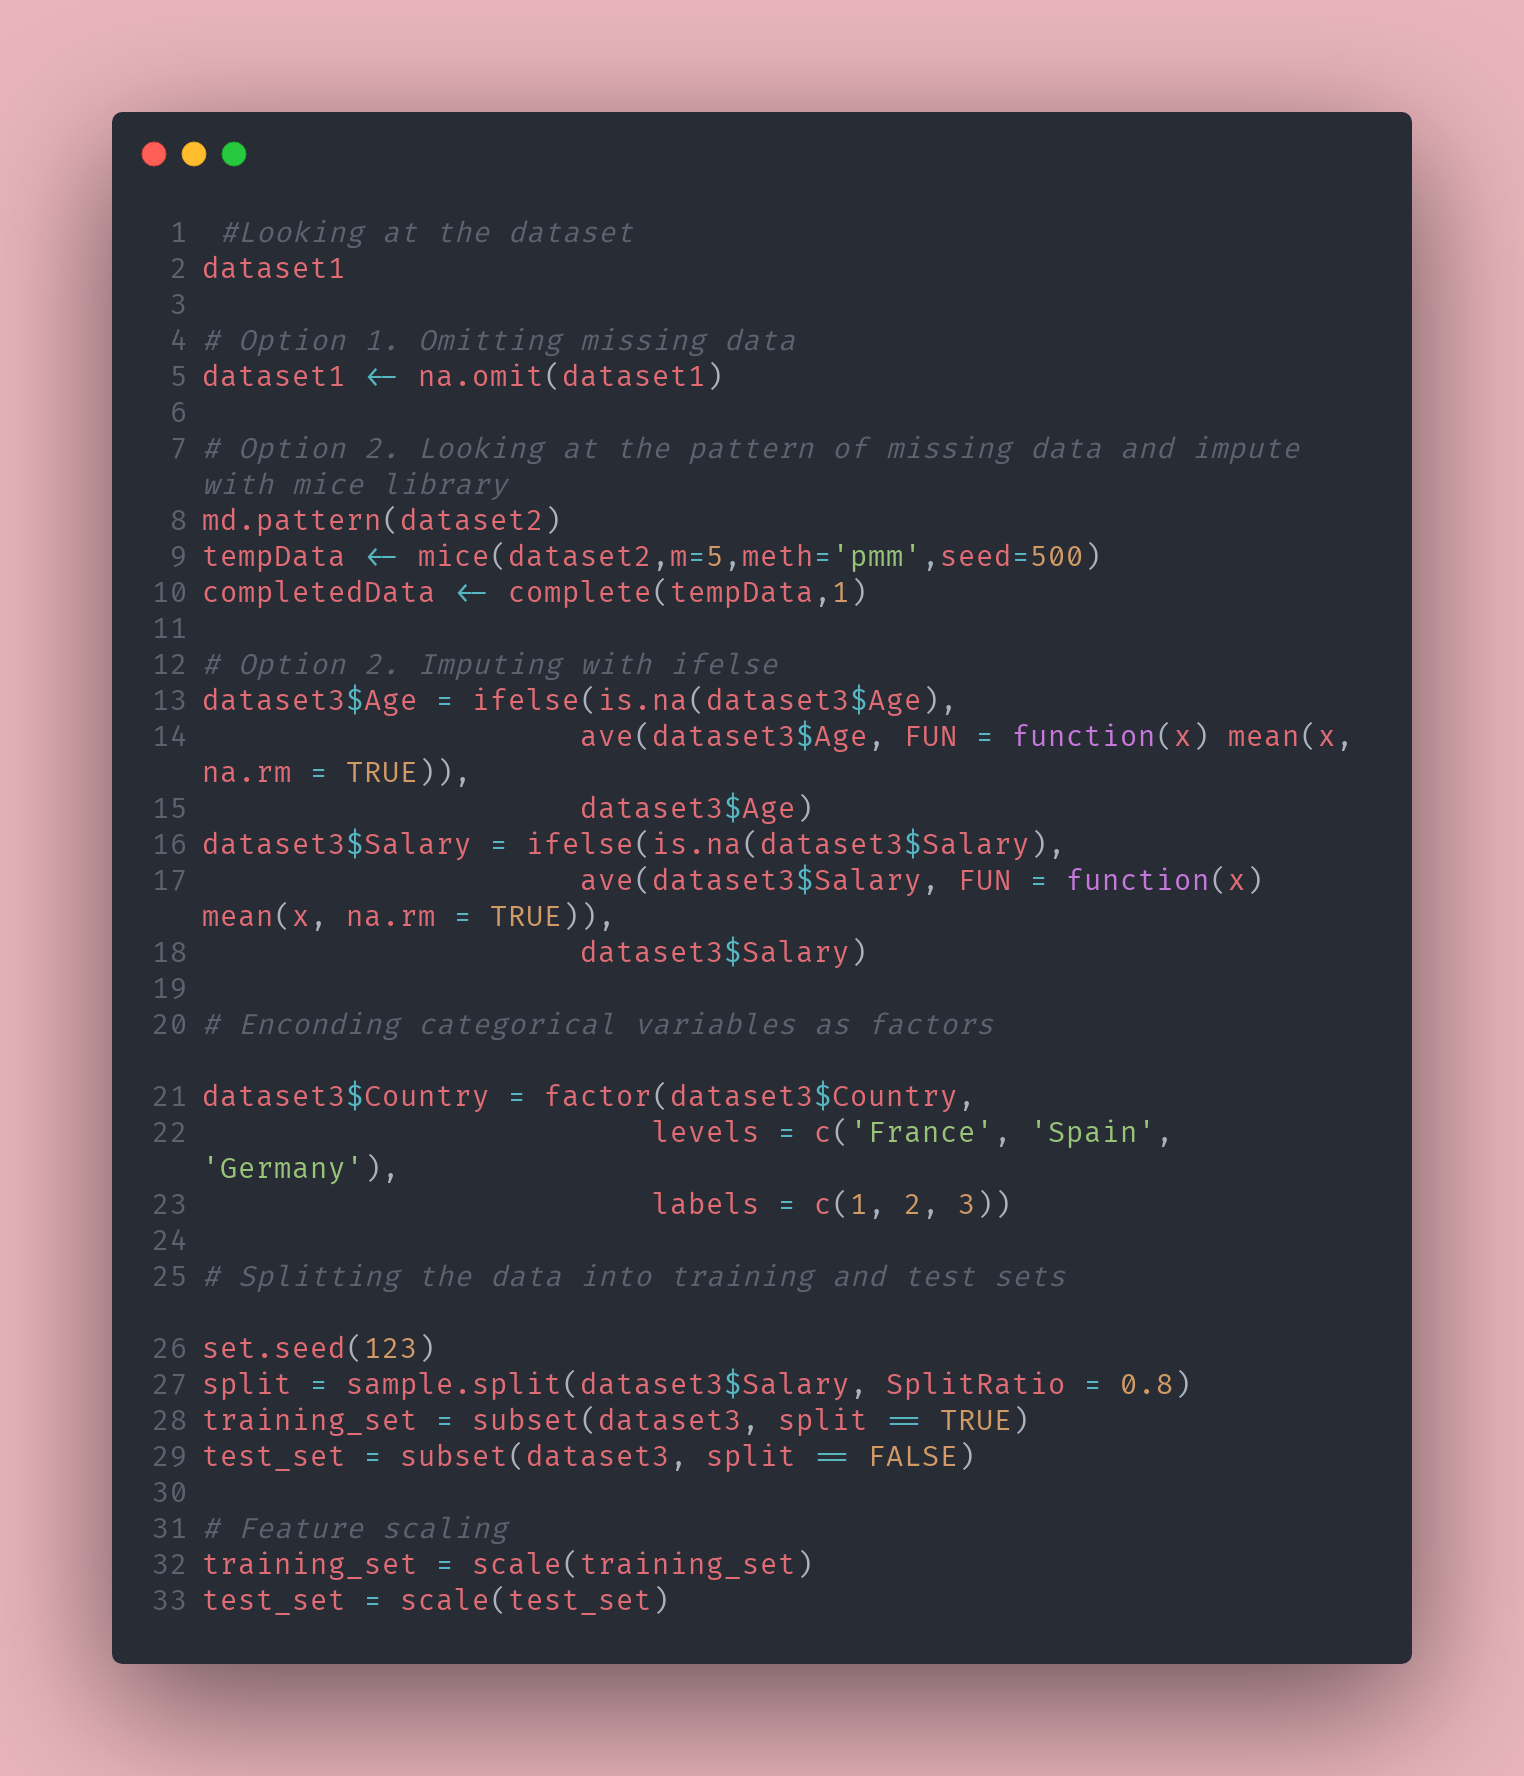 1 #Looking at the dataset
2 dataset1
3
4 # Option 1. Omitting missing data
5 dataset1 <- na.omit(dataset1)
6
7 # Option 2. Looking at the pattern of missing data and impute
with mice library
8 md.pattern(dataset2)
9 tempData <- mice(dataset2,m=5,meth='pmm',seed=500)
10 completedData <- complete(tempData,1)
11
12 # Option 2. Imputing with ifelse
13 dataset3$Age = ifelse(is.na(dataset3$Age),
14                      ave(dataset3$Age, FUN = function(x) mean(x,
na.rm = TRUE)),
15                      dataset3$Age)
16 dataset3$Salary = ifelse(is.na(dataset3$Salary),
17                      ave(dataset3$Salary, FUN = function(x)
mean(x, na.rm = TRUE)),
18                      dataset3$Salary)
19
20 # Enconding categorical variables as factors
21 dataset3$Country = factor(dataset3$Country,
22                          levels = c('France', 'Spain',
'Germany'),
23                          labels = c(1, 2, 3))
24
25 # Splitting the data into training and test sets
26 set.seed(123)
27 split = sample.split(dataset3$Salary, SplitRatio = 0.8)
28 training_set = subset(dataset3, split == TRUE)
29 test_set = subset(dataset3, split == FALSE)
30
31 # Feature scaling
32 training_set = scale(training_set)
33 test_set = scale(test_set)